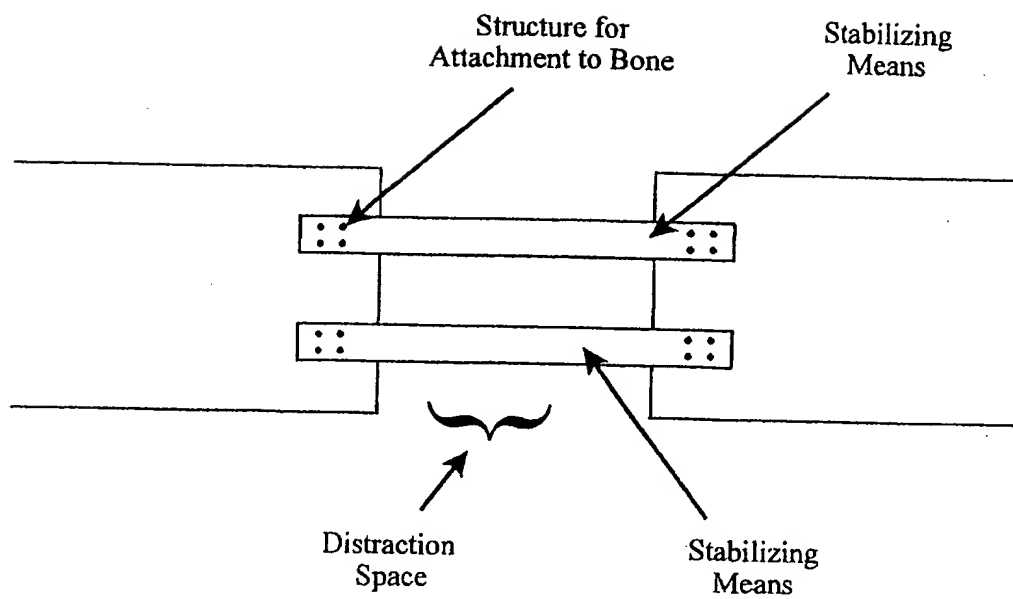 Structure for
Attachment to Bone
Stabilizing
Means
Distraction
Space
Stabilizing
Means